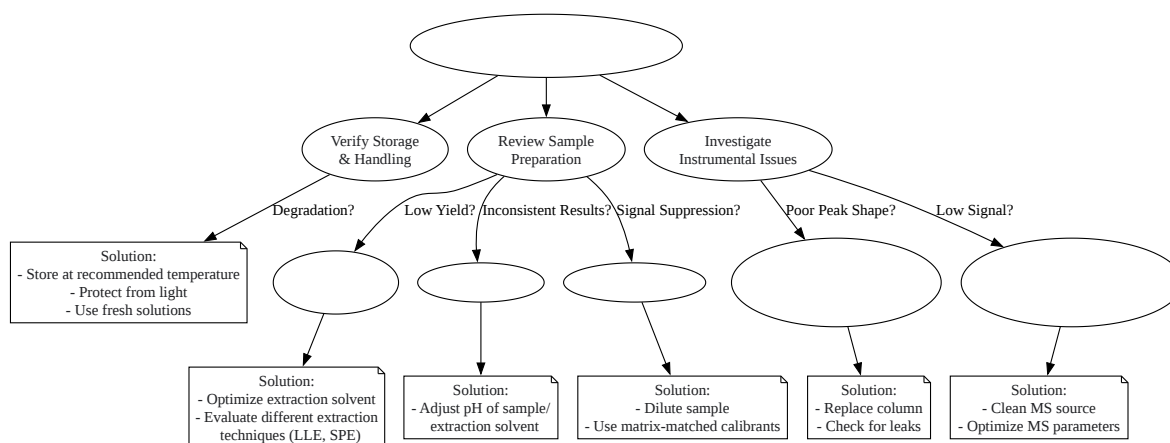 Verify Storage
& Handling
Review Sample
Preparation
Investigate
Instrumental Issues
Degradation?
Low Yield?
Inconsistent Results?
Signal Suppression?
Poor Peak Shape?
Low Signal?
Solution:
- Store at recommended temperature
- Protect from light
- Use fresh solutions
Solution:
- Optimize extraction solvent
- Evaluate different extraction
techniques (LLE, SPE)
Solution:
- Adjust pH of sample/
extraction solvent
Solution:
- Dilute sample
- Use matrix-matched calibrants
Solution:
- Replace column
- Check for leaks
Solution:
- Clean MS source
- Optimize MS parameters